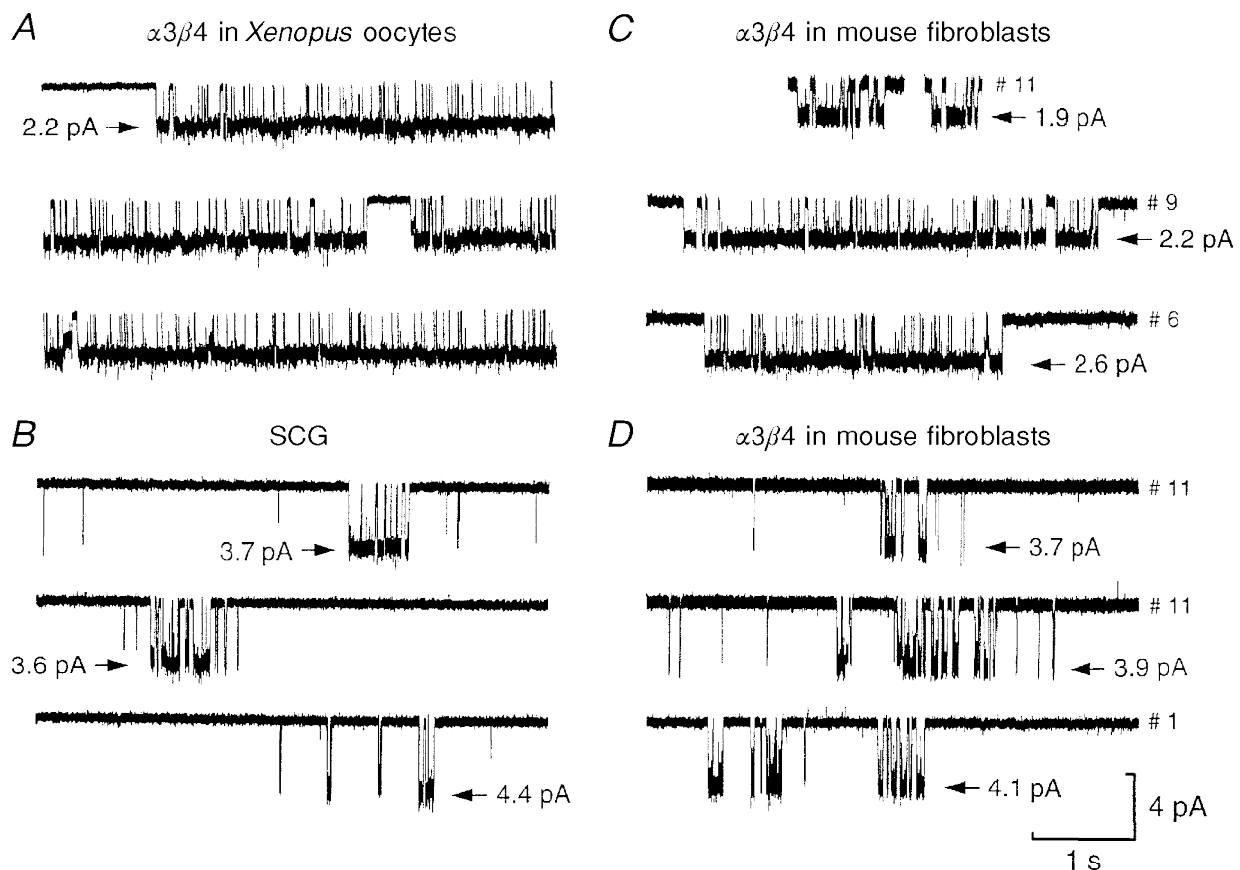 A α3β4 in Xenopus oocytes
2.2 pA
B SCG
3.7 pA
3.6 pA
4.4 pA
C α3β4 in mouse fibroblasts
# 11
1.9 pA
# 9
2.2 pA
# 6
2.6 pA
D α3β4 in mouse fibroblasts
# 11
3.7 pA
# 11
3.9 pA
# 1
4.1 pA
4 pA
1 s